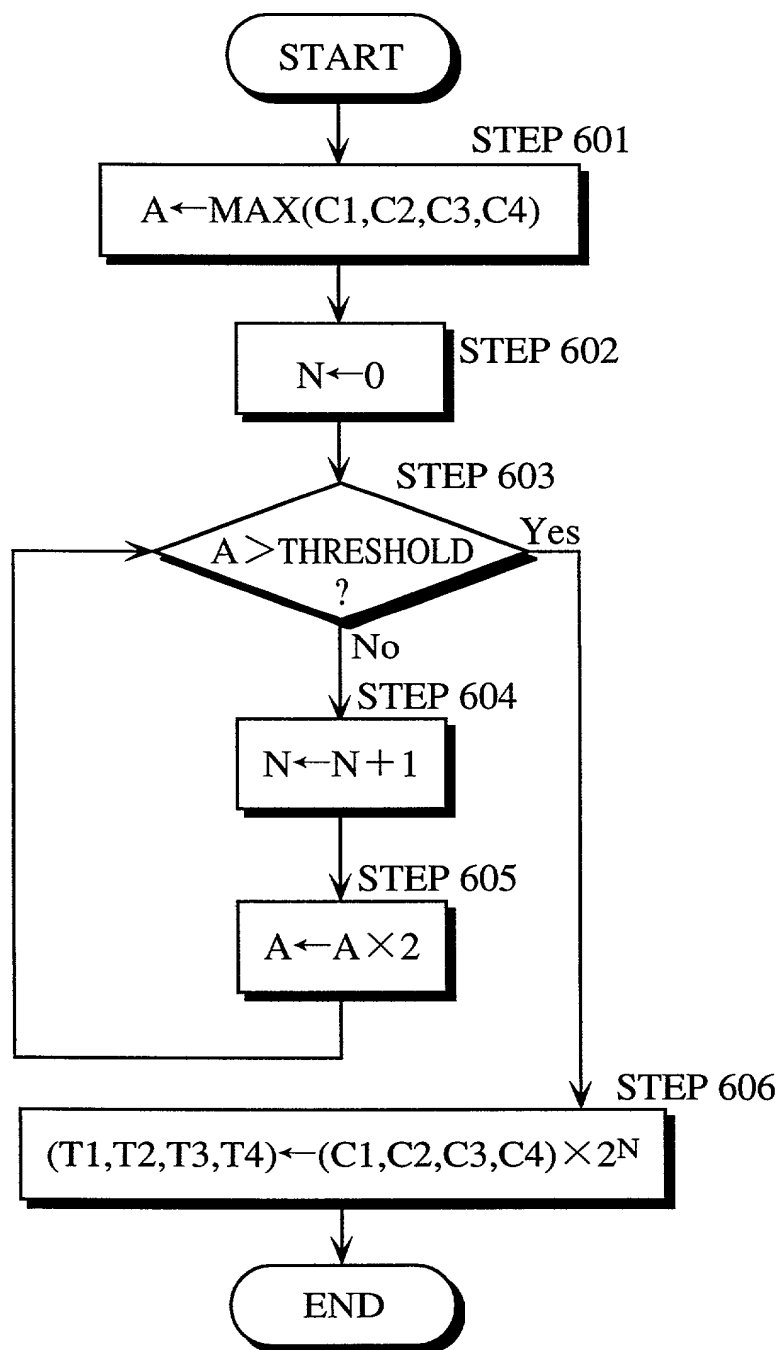 START
STEP 601
A←MAX(C1,C2,C3,C4)
STEP 602
N←0
STEP 603
A>THRESHOLD
?
Yes
No
STEP 604
N←N+1
STEP 605
A←A×2
STEP 606
(T1,T2,T3,T4)←(C1,C2,C3,C4)×2ᴺ
END